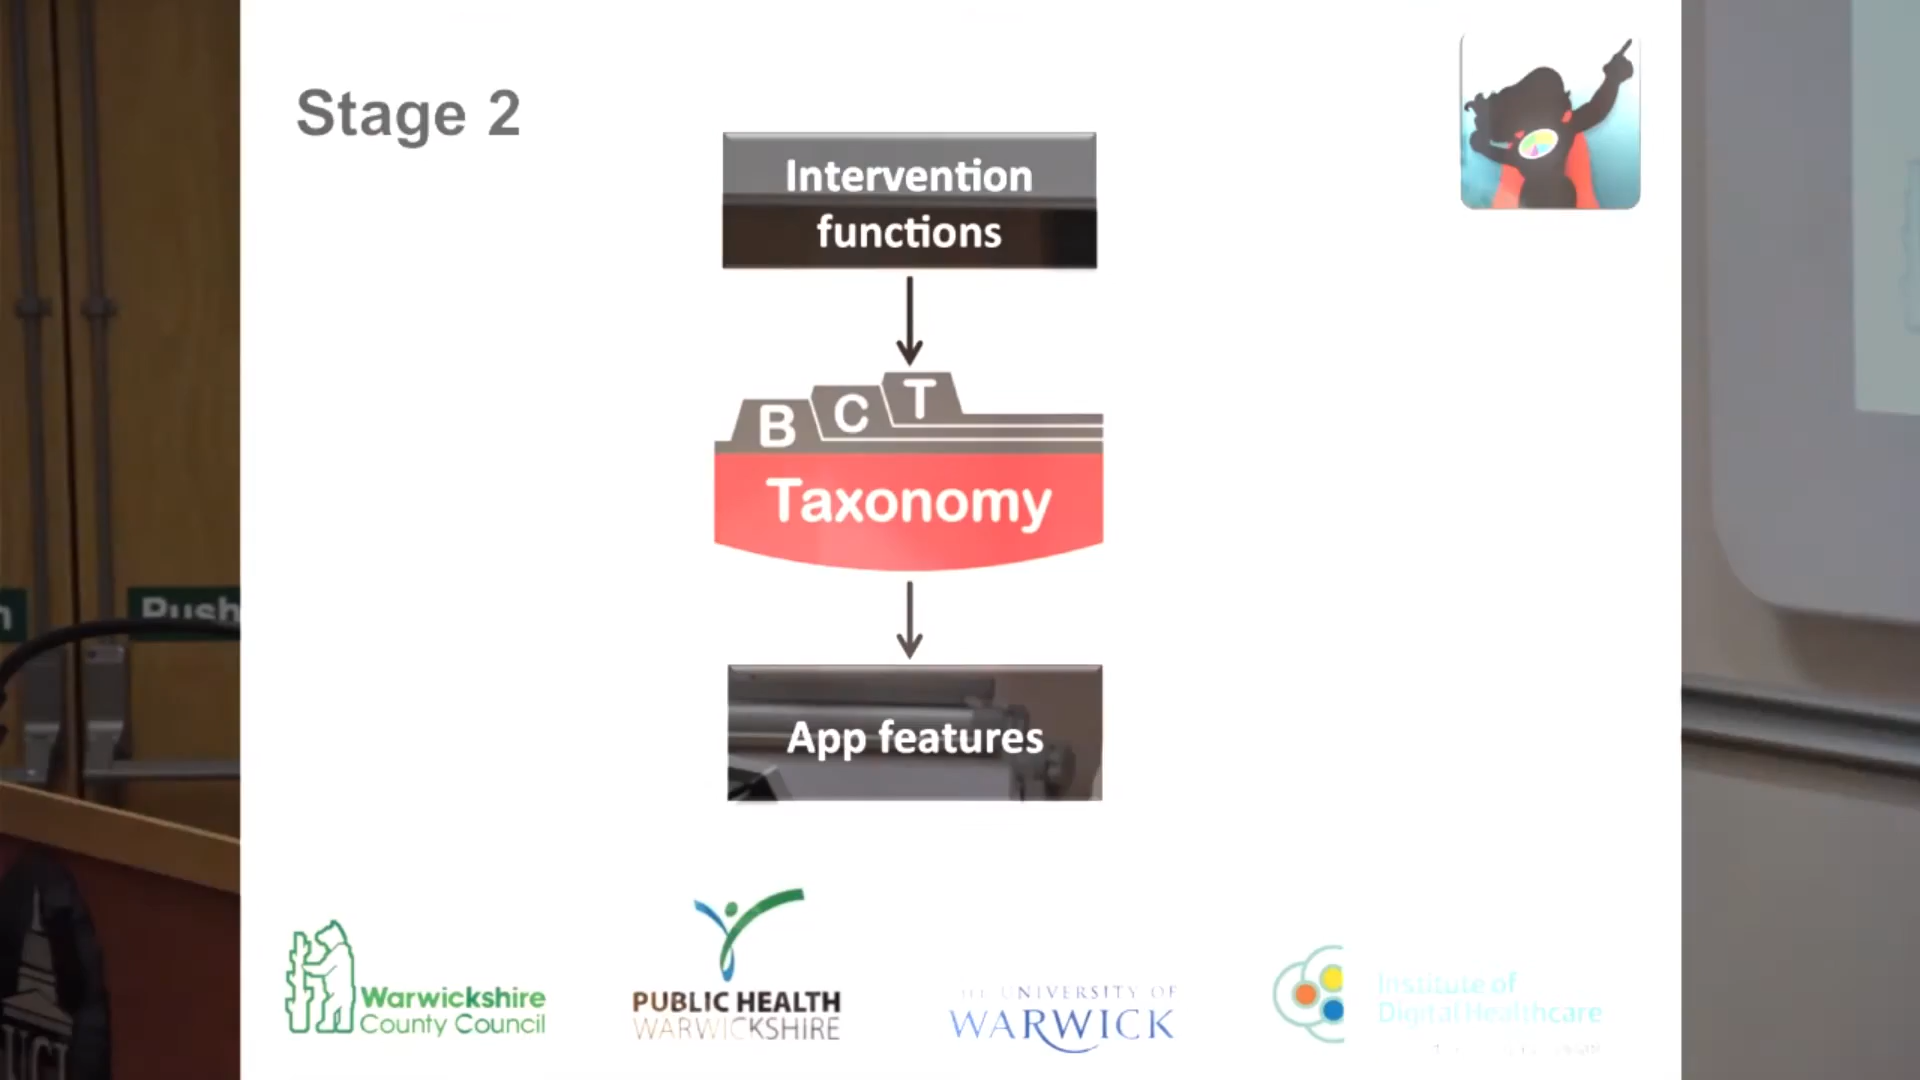 Stage 2
Intervention
functions
B C T
Taxonomy
App features
Push
Warwickshire
County Council
PUBLIC HEALTH
WARWICKSHIRE
UNIVERSITY OF
WARWICK
Institute of
Digital Healthcare